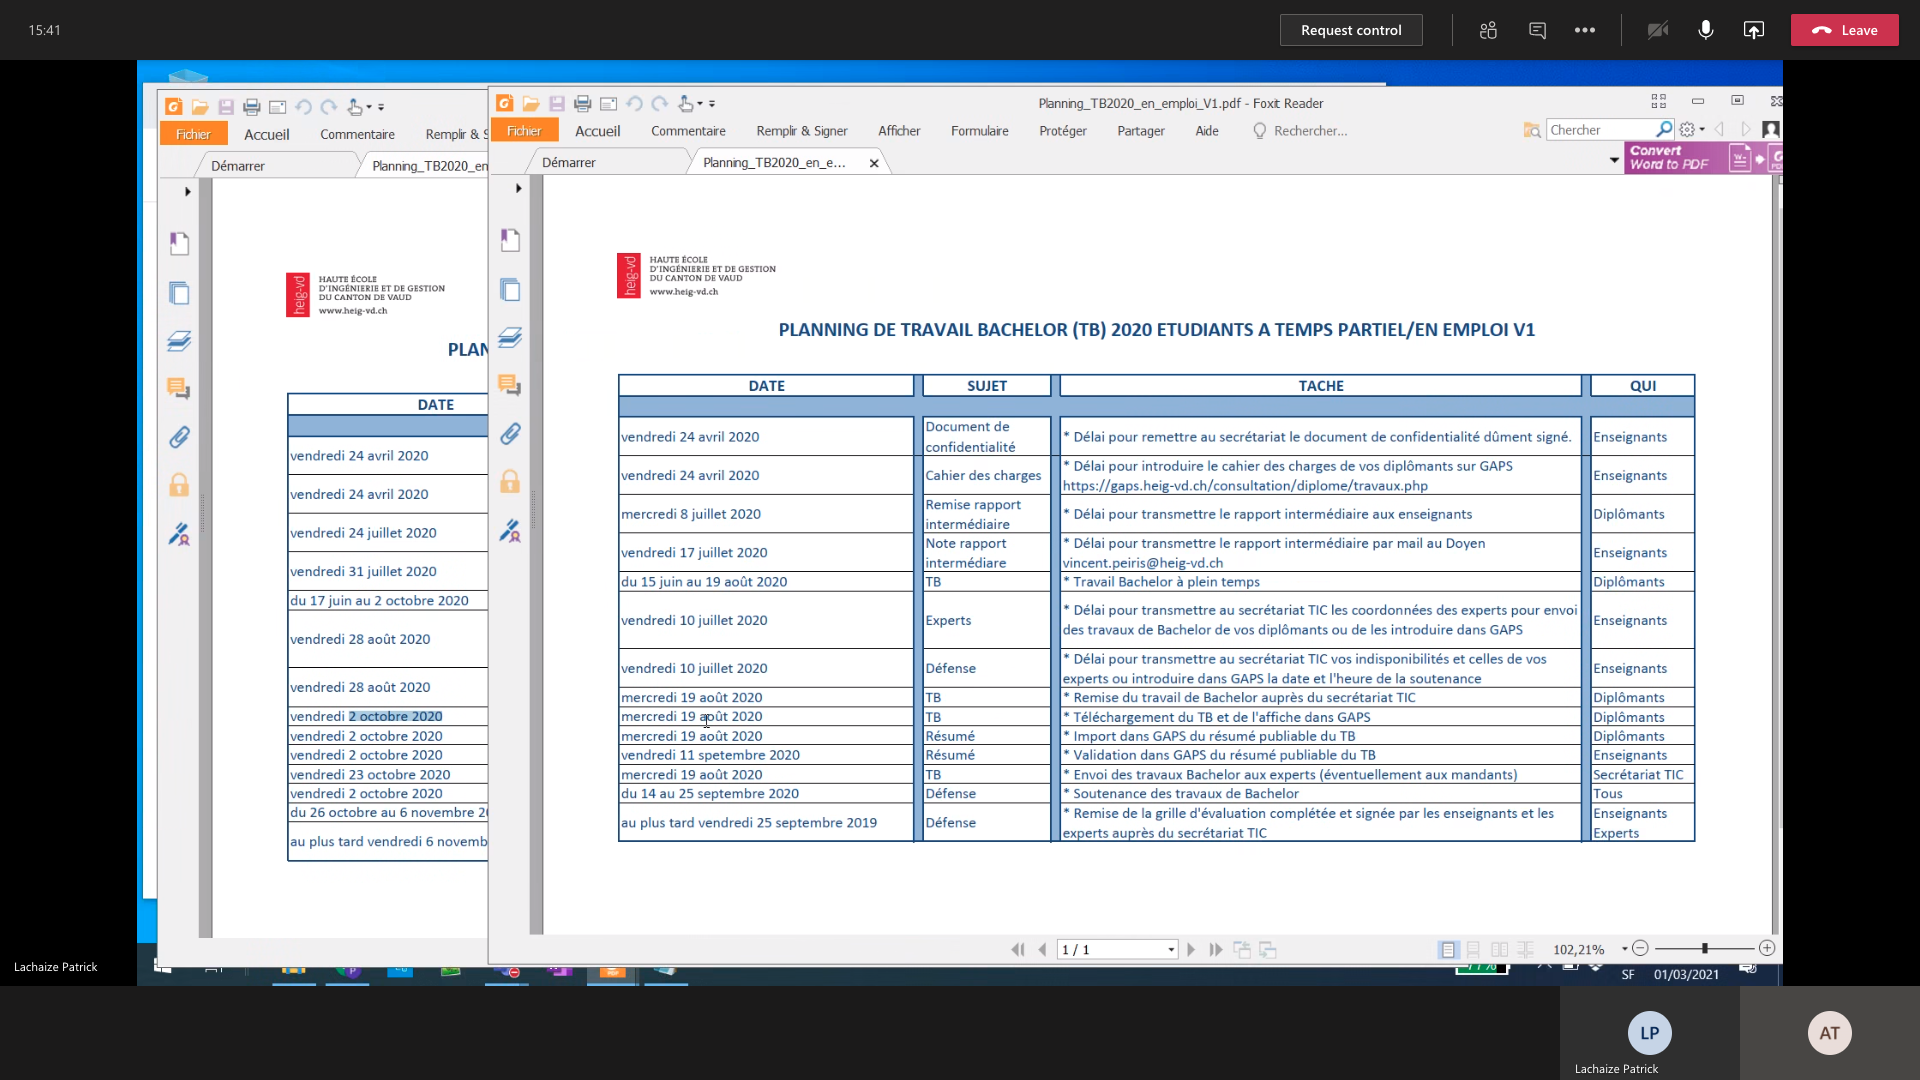 15:41
Request control
Leave
Fichier
Accueil
Commentaire
Remplir & S
Démarrer
Planning_TB2020_en
heig-vd
HAUTE ÉCOLE
D'INGÉNIERIE ET DE GESTION
DU CANTON DE VAUD
www.heig-vd.ch
PLAN
DATE
vendredi 24 avril 2020
vendredi 24 avril 2020
vendredi 24 juillet 2020
vendredi 31 juillet 2020
du 17 juin au 2 octobre 2020
vendredi 28 août 2020
vendredi 28 août 2020
vendredi 2 octobre 2020
vendredi 2 octobre 2020
vendredi 2 octobre 2020
vendredi 23 octobre 2020
vendredi 2 octobre 2020
du 26 octobre au 6 novembre 20
au plus tard vendredi 6 novemb
Planning_TB2020_en_emploi_V1.pdf - Foxit Reader
Fichier
Accueil
Commentaire
Remplir & Signer
Afficher
Formulaire
Protéger
Partager
Aide
Rechercher...
Chercher
Démarrer
Planning_TB2020_en_e...
Convert
Word to PDF
heig-vd
HAUTE ÉCOLE
D'INGÉNIERIE ET DE GESTION
DU CANTON DE VAUD
www.heig-vd.ch
PLANNING DE TRAVAIL BACHELOR (TB) 2020 ETUDIANTS A TEMPS PARTIEL/EN EMPLOI V1
DATE SUJET TACHE QUI
vendredi 24 avril 2020
Document de
confidentialité
* Délai pour remettre au secrétariat le document de confidentialité dûment signé.
Enseignants
vendredi 24 avril 2020
Cahier des charges
* Délai pour introduire le cahier des charges de vos diplômants sur GAPS
https://gaps.heig-vd.ch/consultation/diplome/travaux.php
Enseignants
mercredi 8 juillet 2020
Remise rapport
intermédiaire
* Délai pour transmettre le rapport intermédiaire aux enseignants
Diplômants
vendredi 17 juillet 2020
Note rapport
intermédiare
* Délai pour transmettre le rapport intermédiaire par mail au Doyen
vincent.peiris@heig-vd.ch
Enseignants
du 15 juin au 19 août 2020 TB * Travail Bachelor à plein temps Diplômants
vendredi 10 juillet 2020
Experts
* Délai pour transmettre au secrétariat TIC les coordonnées des experts pour envoi
des travaux de Bachelor de vos diplômants ou de les introduire dans GAPS
Enseignants
vendredi 10 juillet 2020
Défense
* Délai pour transmettre au secrétariat TIC vos indisponibilités et celles de vos
experts ou introduire dans GAPS la date et l'heure de la soutenance
Enseignants
mercredi 19 août 2020 TB * Remise du travail de Bachelor auprès du secrétariat TIC Diplômants
mercredi 19 août 2020 TB * Téléchargement du TB et de l'affiche dans GAPS Diplômants
mercredi 19 août 2020 Résumé * Import dans GAPS du résumé publiable du TB Diplômants
vendredi 11 spetembre 2020 Résumé * Validation dans GAPS du résumé publiable du TB Enseignants
mercredi 19 août 2020 TB * Envoi des travaux Bachelor aux experts (éventuellement aux mandants) Secrétariat TIC
du 14 au 25 septembre 2020 Défense * Soutenance des travaux de Bachelor Tous
au plus tard vendredi 25 septembre 2019
Défense
* Remise de la grille d'évaluation complétée et signée par les enseignants et les
experts auprès du secrétariat TIC
Enseignants
Experts
1 / 1
102,21%
SF
01/03/2021
Lachaize Patrick
LP
Lachaize Patrick
AT